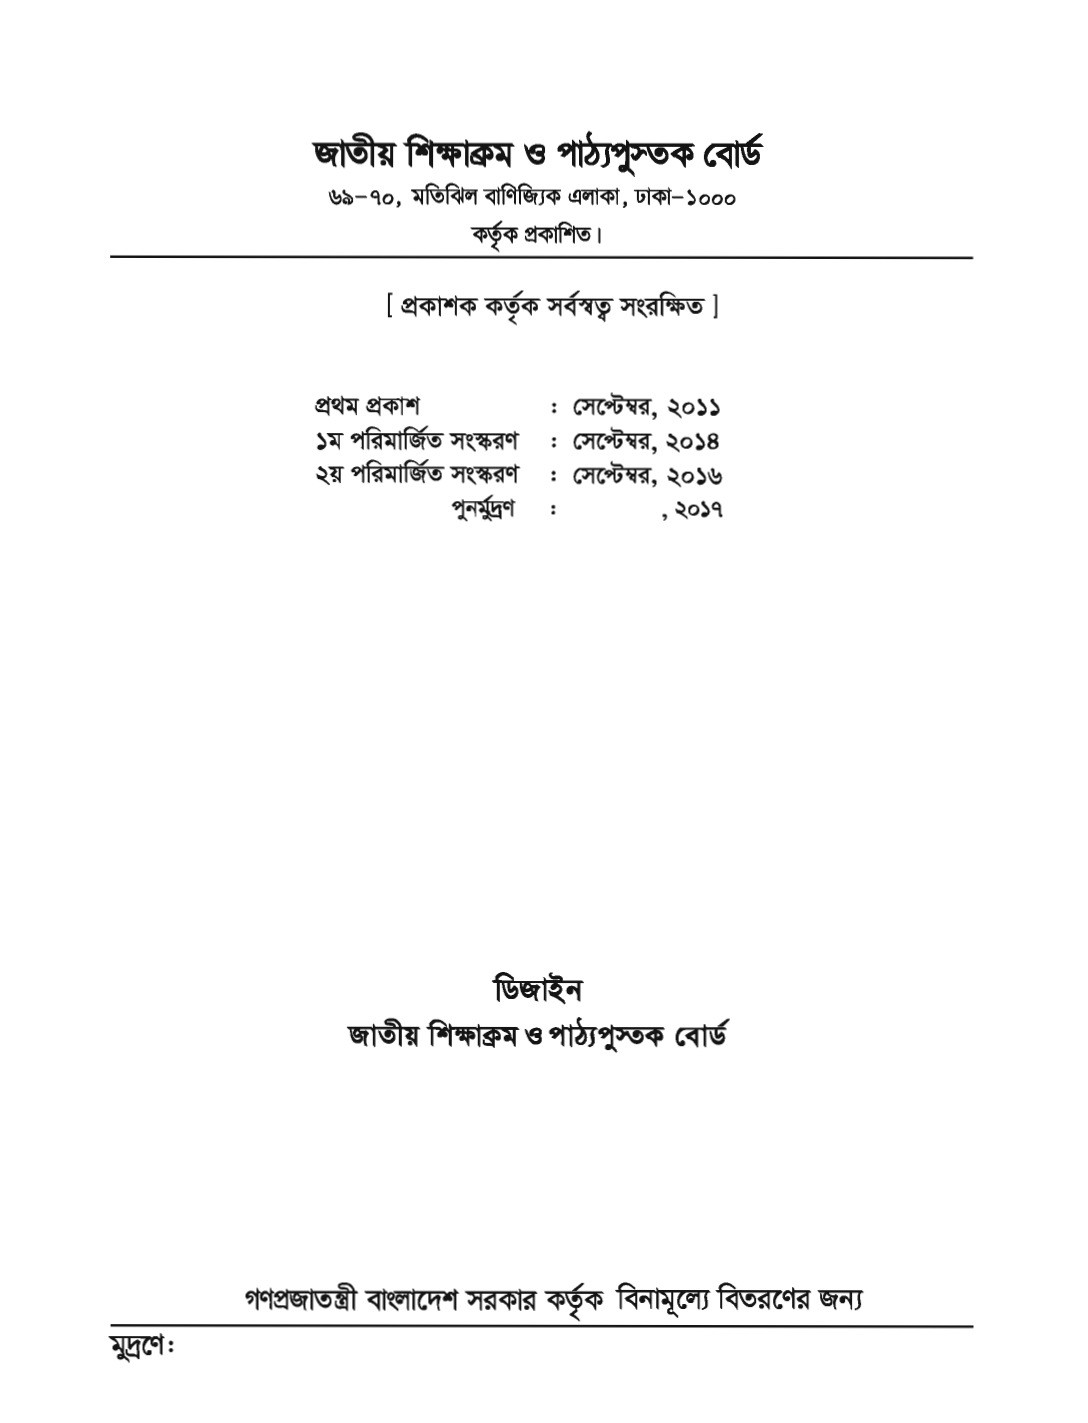 জাতীয় শিক্ষাক্রম ও পাঠ্যপুস্তক বোর্ড
৬৯–৭০, মতিঝিল বাণিজ্যিক এলাকা, ঢাকা–১০০০
কর্তৃক প্রকাশিত।
[ প্রকাশক কর্তৃক সর্বস্বত্ব সংরক্ষিত ]
প্রথম প্রকাশ : সেপ্টেম্বর, ২০১১
১ম পরিমার্জিত সংস্করণ : সেপ্টেম্বর, ২০১৪
২য় পরিমার্জিত সংস্করণ : সেপ্টেম্বর, ২০১৬
পুনর্মুদ্রণ : , ২০১৭
ডিজাইন
জাতীয় শিক্ষাক্রম ও পাঠ্যপুস্তক বোর্ড
গণপ্রজাতন্ত্রী বাংলাদেশ সরকার কর্তৃক বিনামূল্যে বিতরণের জন্য
মুদ্রণে: